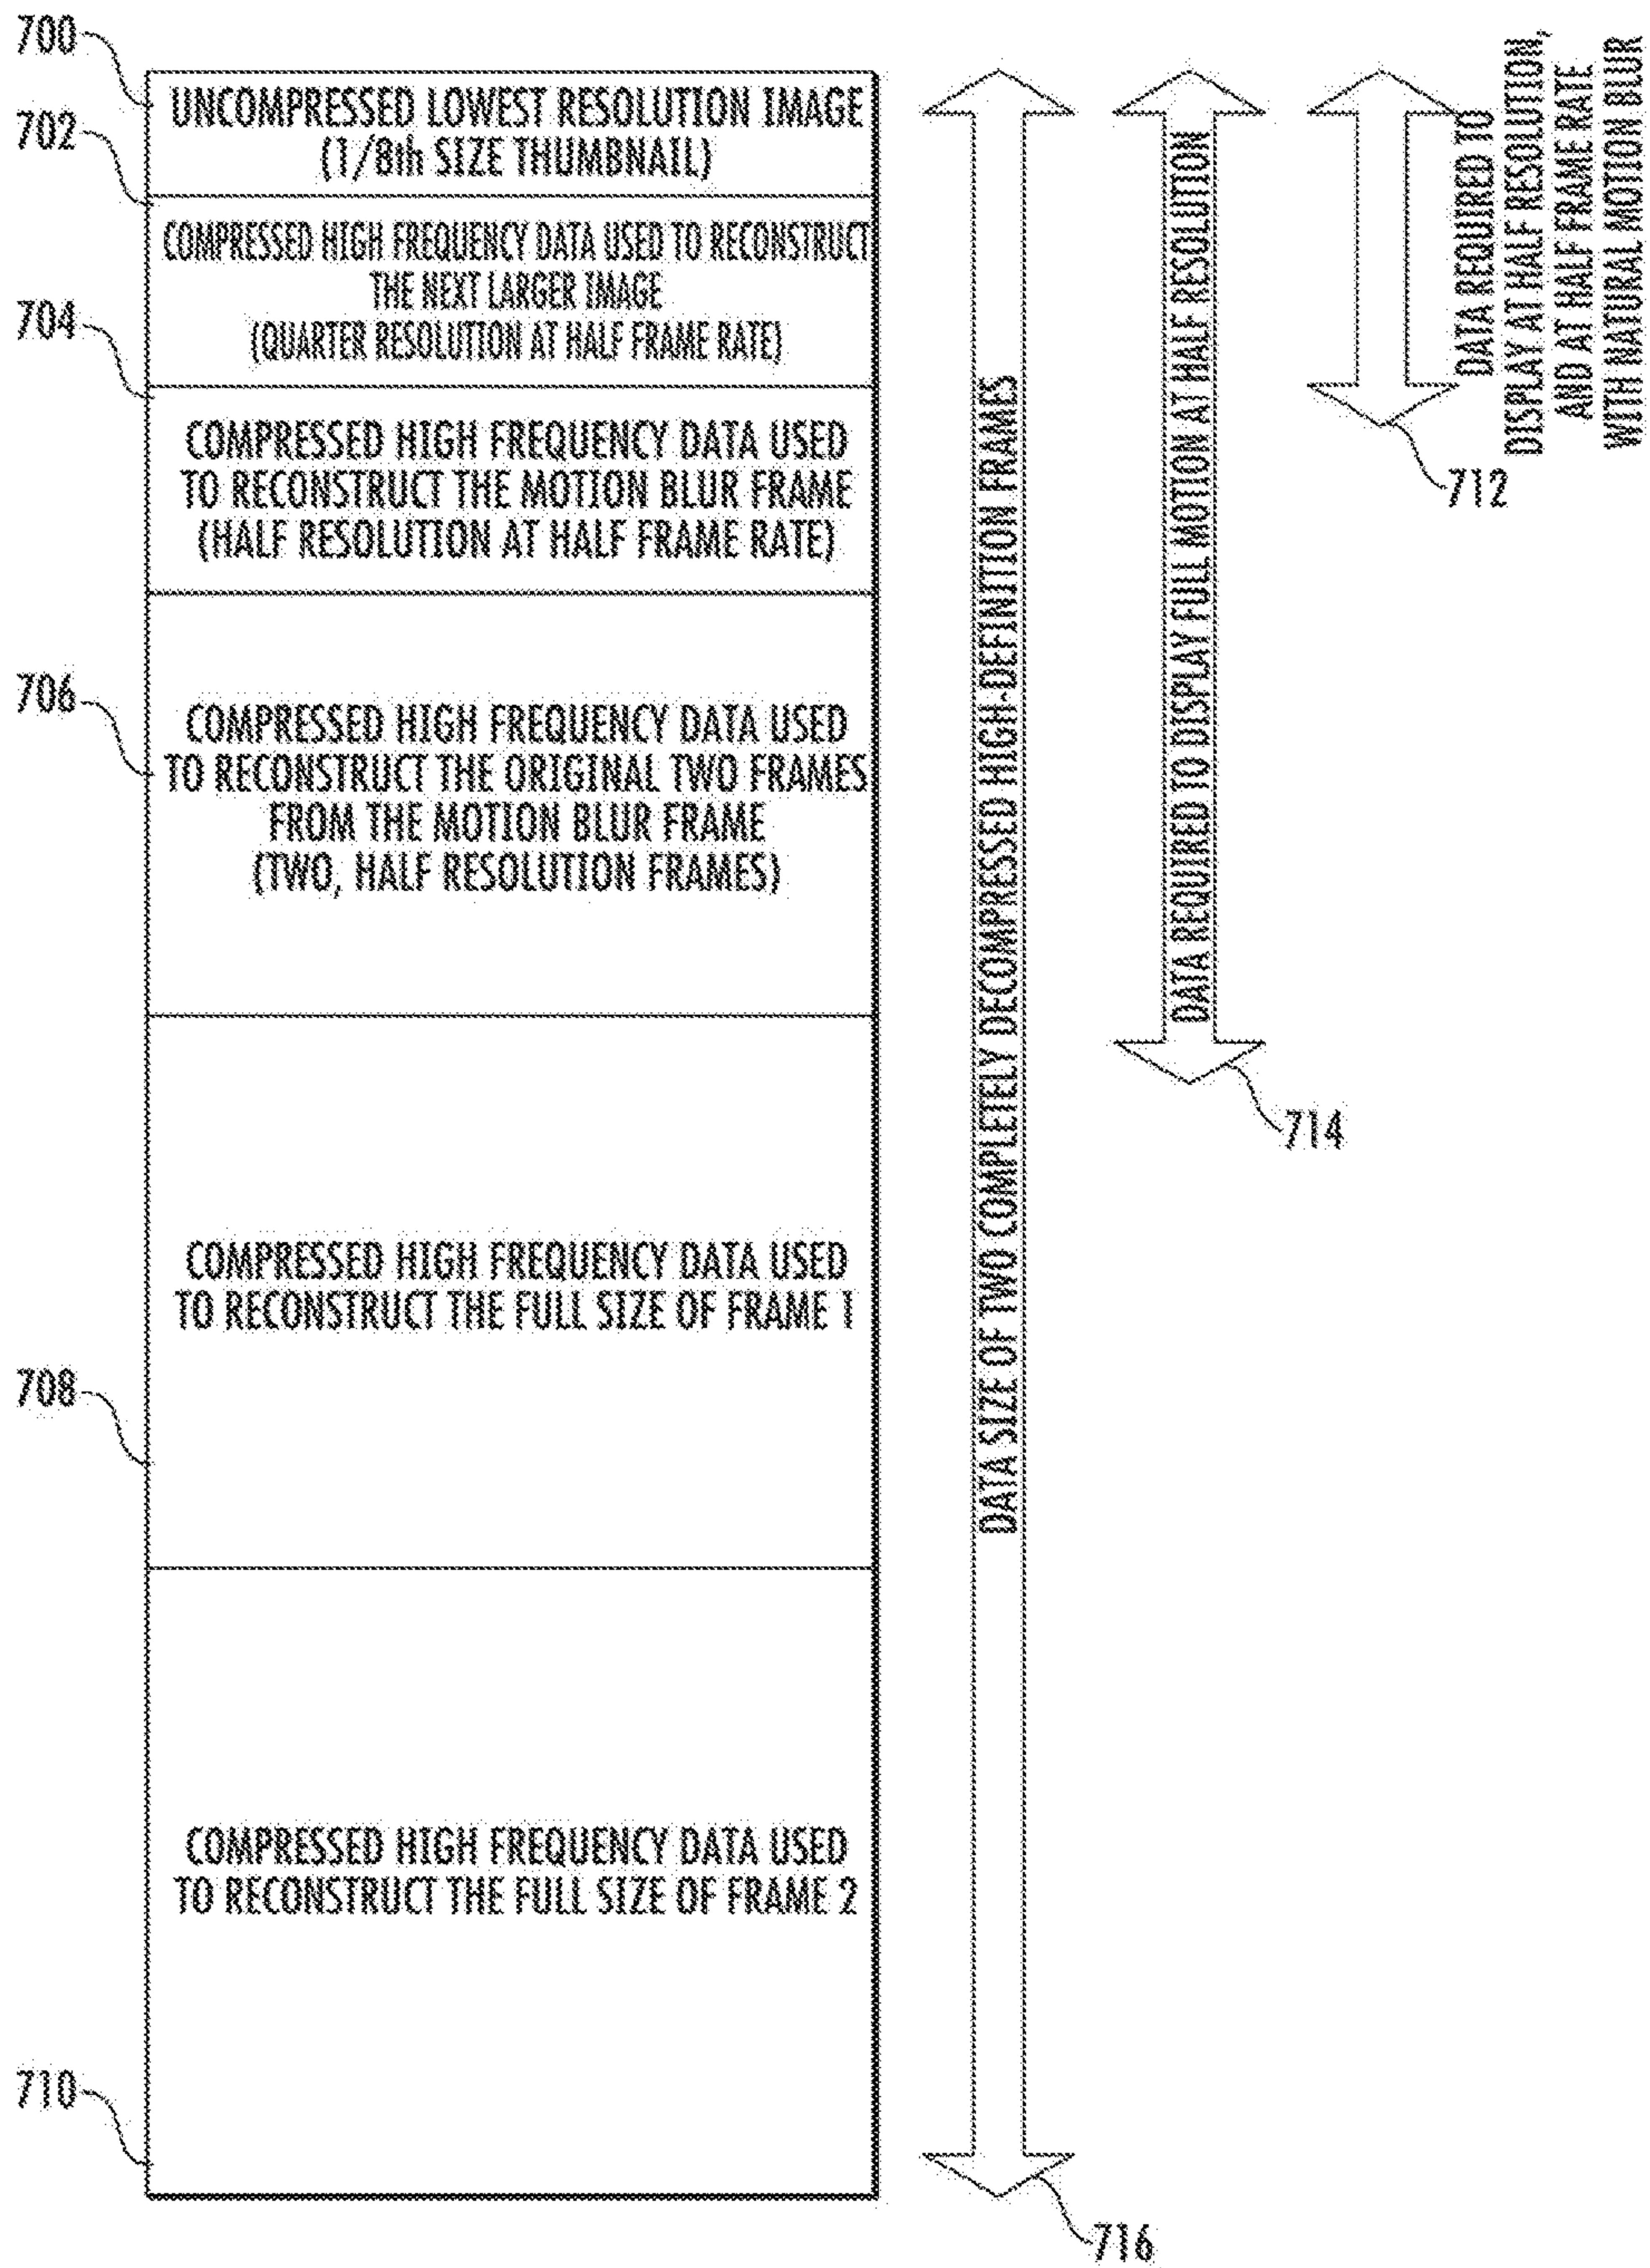 700
UNCOMPRESSED LOWEST RESOLUTION IMAGE
(1/8th SIZE THUMBNAIL)
702
COMPRESSED HIGH FREQUENCY DATA USED TO RECONSTRUCT
THE NEXT LARGER IMAGE
(QUARTER RESOLUTION AT HALF FRAME RATE)
704
COMPRESSED HIGH FREQUENCY DATA USED
TO RECONSTRUCT THE MOTION BLUR FRAME
(HALF RESOLUTION AT HALF FRAME RATE)
706
COMPRESSED HIGH FREQUENCY DATA USED
TO RECONSTRUCT THE ORIGINAL TWO FRAMES
FROM THE MOTION BLUR FRAME
(TWO, HALF RESOLUTION FRAMES)
COMPRESSED HIGH FREQUENCY DATA USED
TO RECONSTRUCT THE FULL SIZE OF FRAME 1
708
COMPRESSED HIGH FREQUENCY DATA USED
TO RECONSTRUCT THE FULL SIZE OF FRAME 2
710
DATA SIZE OF TWO COMPLETELY DECOMPRESSED HIGH-DEFINITION FRAMES
716
DATA REQUIRED TO DISPLAY FULL MOTION AT HALF RESOLUTION
714
DATA REQUIRED TO
DISPLAY AT HALF RESOLUTION,
AND AT HALF FRAME RATE
WITH NATURAL MOTION BLUR
712